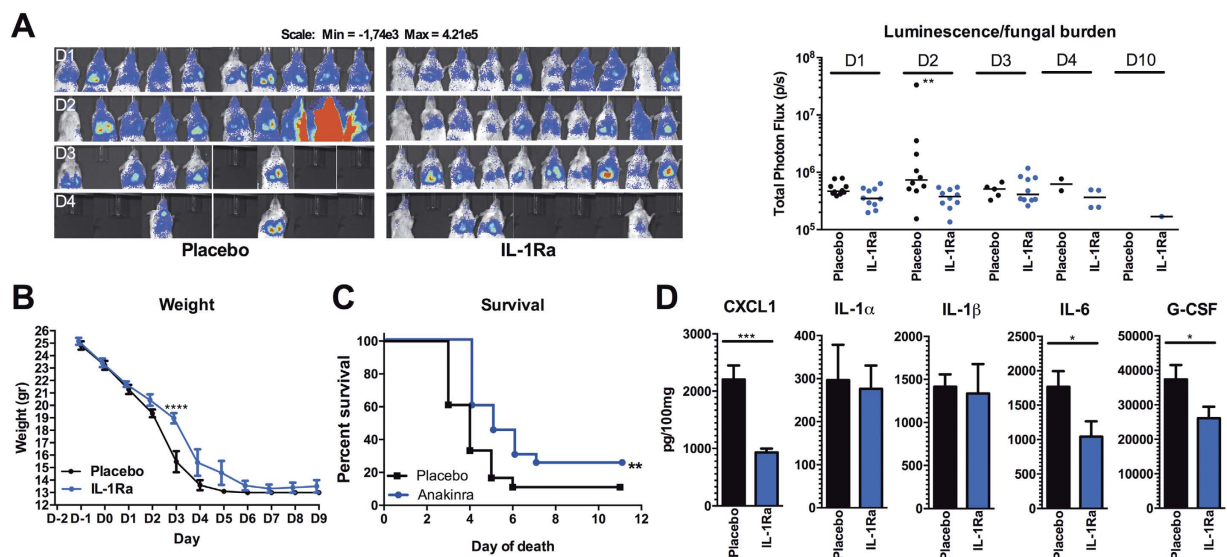 A
Scale: Min = -1,74e3 Max = 4.21e5
D1
D2
D3
D4
Placebo
IL-1Ra
Luminescence/fungal burden
D1 D2 D3 D4 D10
**
Total Photon Flux (p/s)
10^8
10^7
10^6
10^5
Placebo IL-1Ra Placebo IL-1Ra Placebo IL-1Ra Placebo IL-1Ra Placebo IL-1Ra
B
Weight
Weight (gr)
26
25
24
23
22
21
20
19
18
17
16
15
14
13
****
Placebo
IL-1Ra
D-2 D-1 D0 D1 D2 D3 D4 D5 D6 D7 D8 D9
Day
C
Survival
Percent survival
100
80
60
40
20
0
**
Placebo
Anakinra
0 2 4 6 8 10 12
Day of death
D
pg/100mg
CXCL1
3000
2000
1000
0
***
Placebo IL-1Ra
IL-1α
400
300
200
100
0
Placebo IL-1Ra
IL-1β
2000
1500
1000
500
0
Placebo IL-1Ra
IL-6
2500
2000
1500
1000
500
0
*
Placebo IL-1Ra
G-CSF
50000
40000
30000
20000
10000
0
*
Placebo IL-1Ra